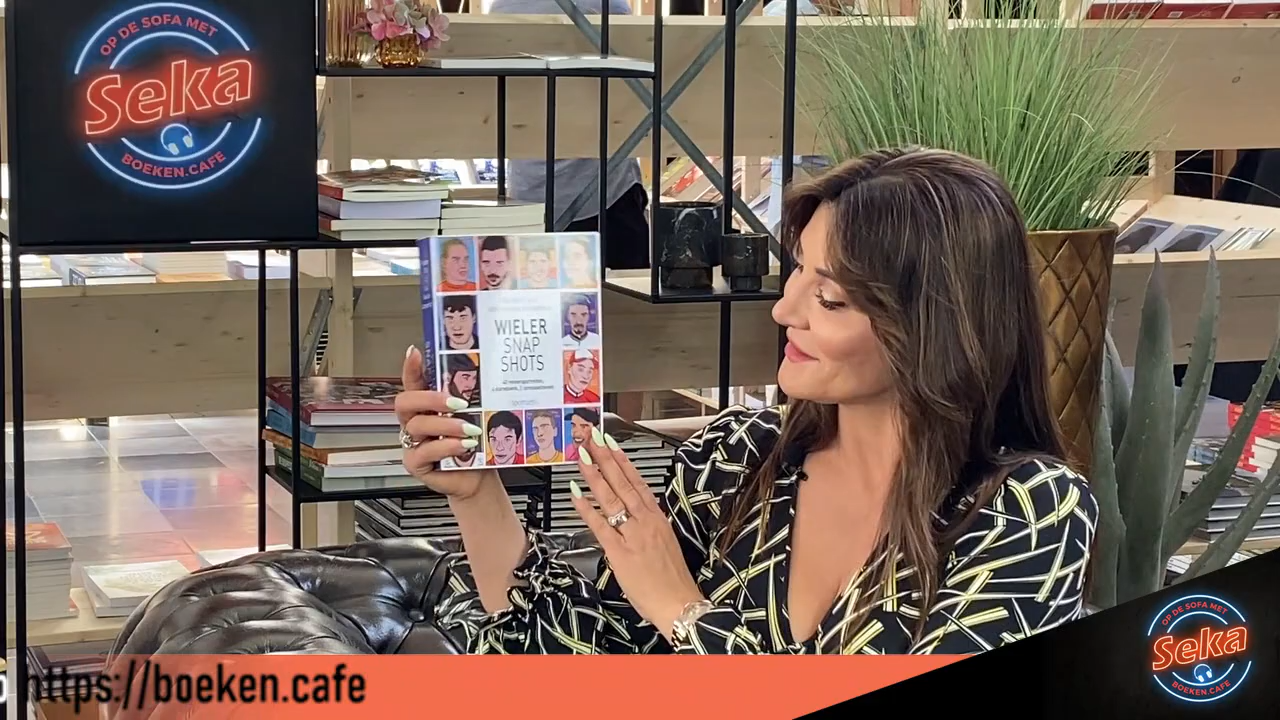 OP DE SOFA MET
Seka
BOEKEN.CAFE
WIELER
SNAP
SHOTS
https://boeken.cafe
OP DE SOFA MET
Seka
BOEKEN.CAFE